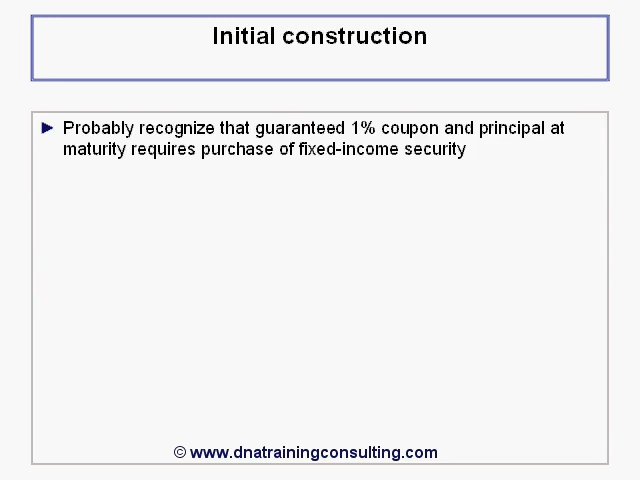 Initial construction
Probably recognize that guaranteed 1% coupon and principal at
maturity requires purchase of fixed-income security
© www.dnatrainingconsulting.com